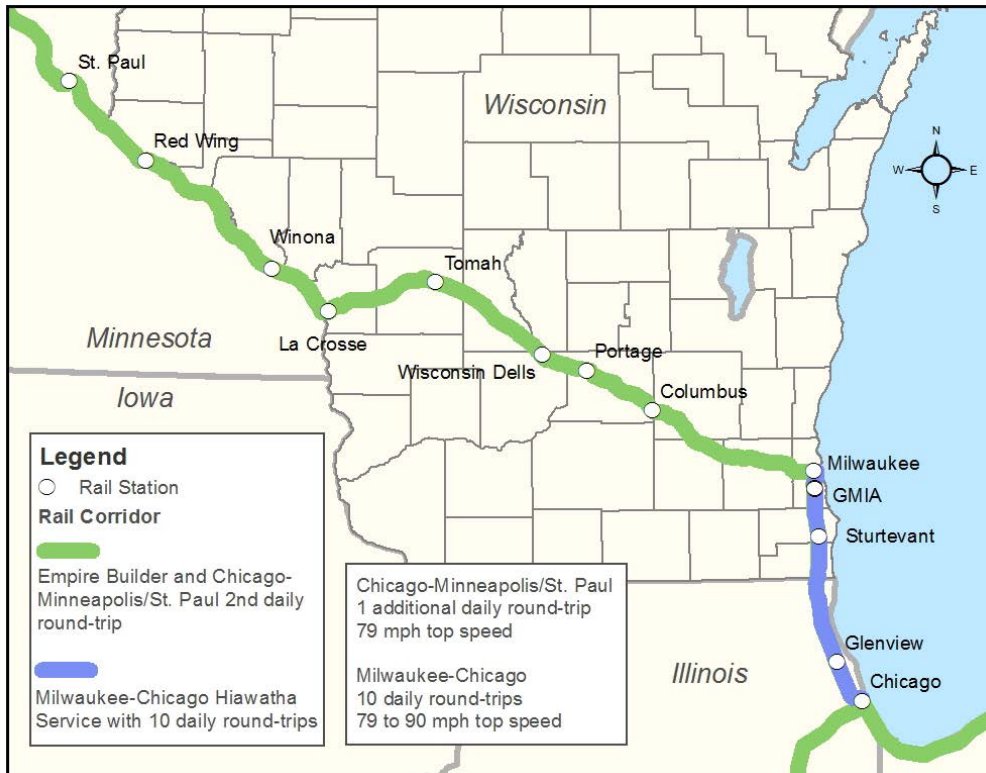 St. Paul
Wisconsin
Red Wing
N
W
E
S
Winona
Tomah
Minnesota
La Crosse
Wisconsin Dells
Portage
Iowa
Columbus
Milwaukee
GMIA
Sturtevant
Glenview
Illinois
Chicago
Legend
Rail Station
Rail Corridor
Empire Builder and Chicago-
Minneapolis/St. Paul 2nd daily
round-trip
Milwaukee-Chicago Hiawatha
Service with 10 daily round-trips
Chicago-Minneapolis/St. Paul
1 additional daily round-trip
79 mph top speed
Milwaukee-Chicago
10 daily round-trips
79 to 90 mph top speed